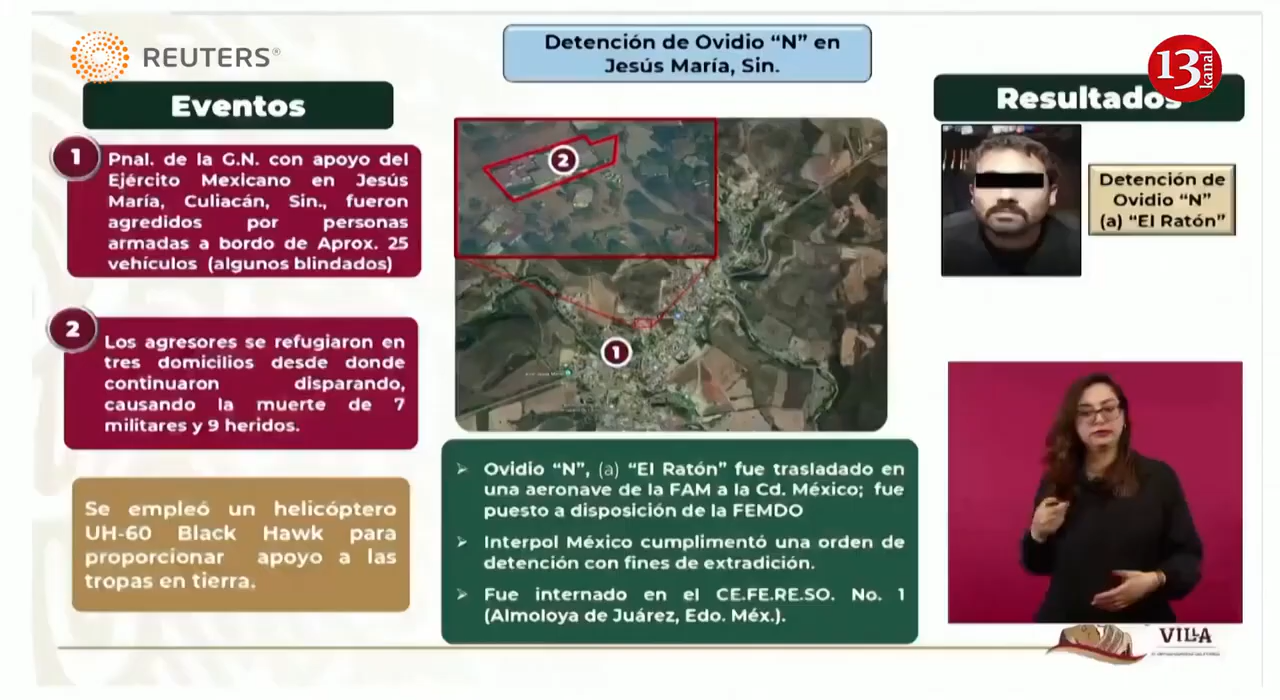 REUTERS®
Detención de Ovidio “N” en
Jesús María, Sin.
13
kanal
Eventos
1
Pnal. de la G.N. con apoyo del
Ejército Mexicano en Jesús
María, Culiacán, Sin., fueron
agredidos por personas
armadas a bordo de Aprox. 25
vehículos (algunos blindados)
2
Los agresores se refugiaron en
tres domicilios desde donde
continuaron disparando,
causando la muerte de 7
militares y 9 heridos.
Se empleó un helicóptero
UH-60 Black Hawk para
proporcionar apoyo a las
tropas en tierra.
2
1
➢ Ovidio “N”, (a) “El Ratón” fue trasladado en
una aeronave de la FAM a la Cd. México; fue
puesto a disposición de la FEMDO
➢ Interpol México cumplimentó una orden de
detención con fines de extradición.
➢ Fue internado en el CE.FE.RE.SO. No. 1
(Almoloya de Juárez, Edo. Méx.).
Resultados
Detención de
Ovidio “N”
(a) “El Ratón”
VILLA